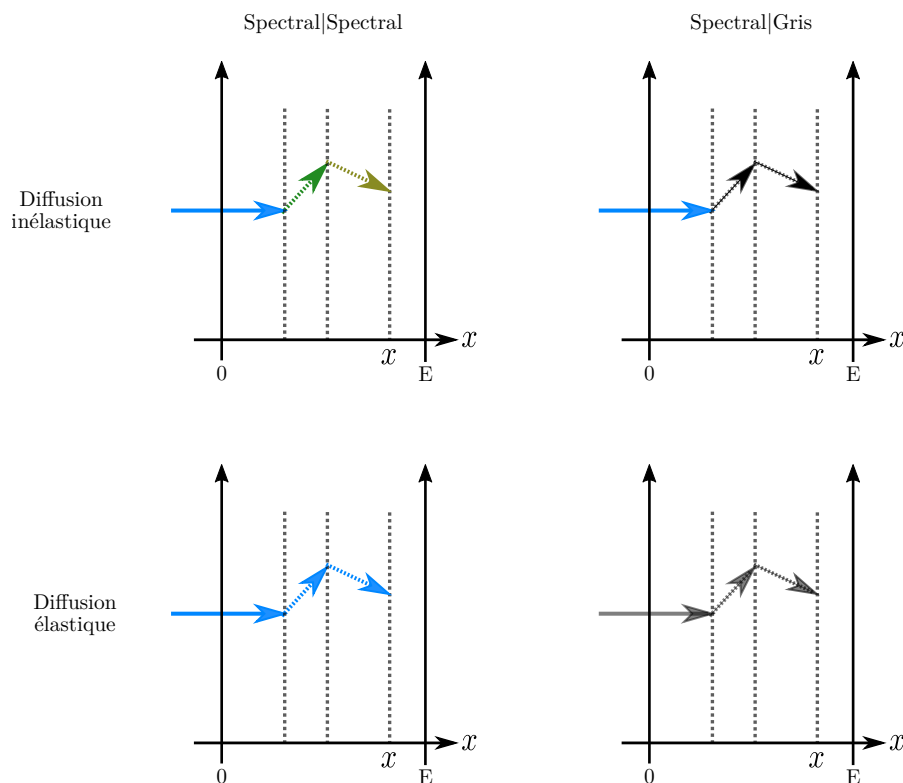 Spectral|Spectral
Spectral|Gris
Diffusion
inélastique
x
x
0
E
x
x
0
E
Diffusion
élastique
x
x
0
E
x
x
0
E